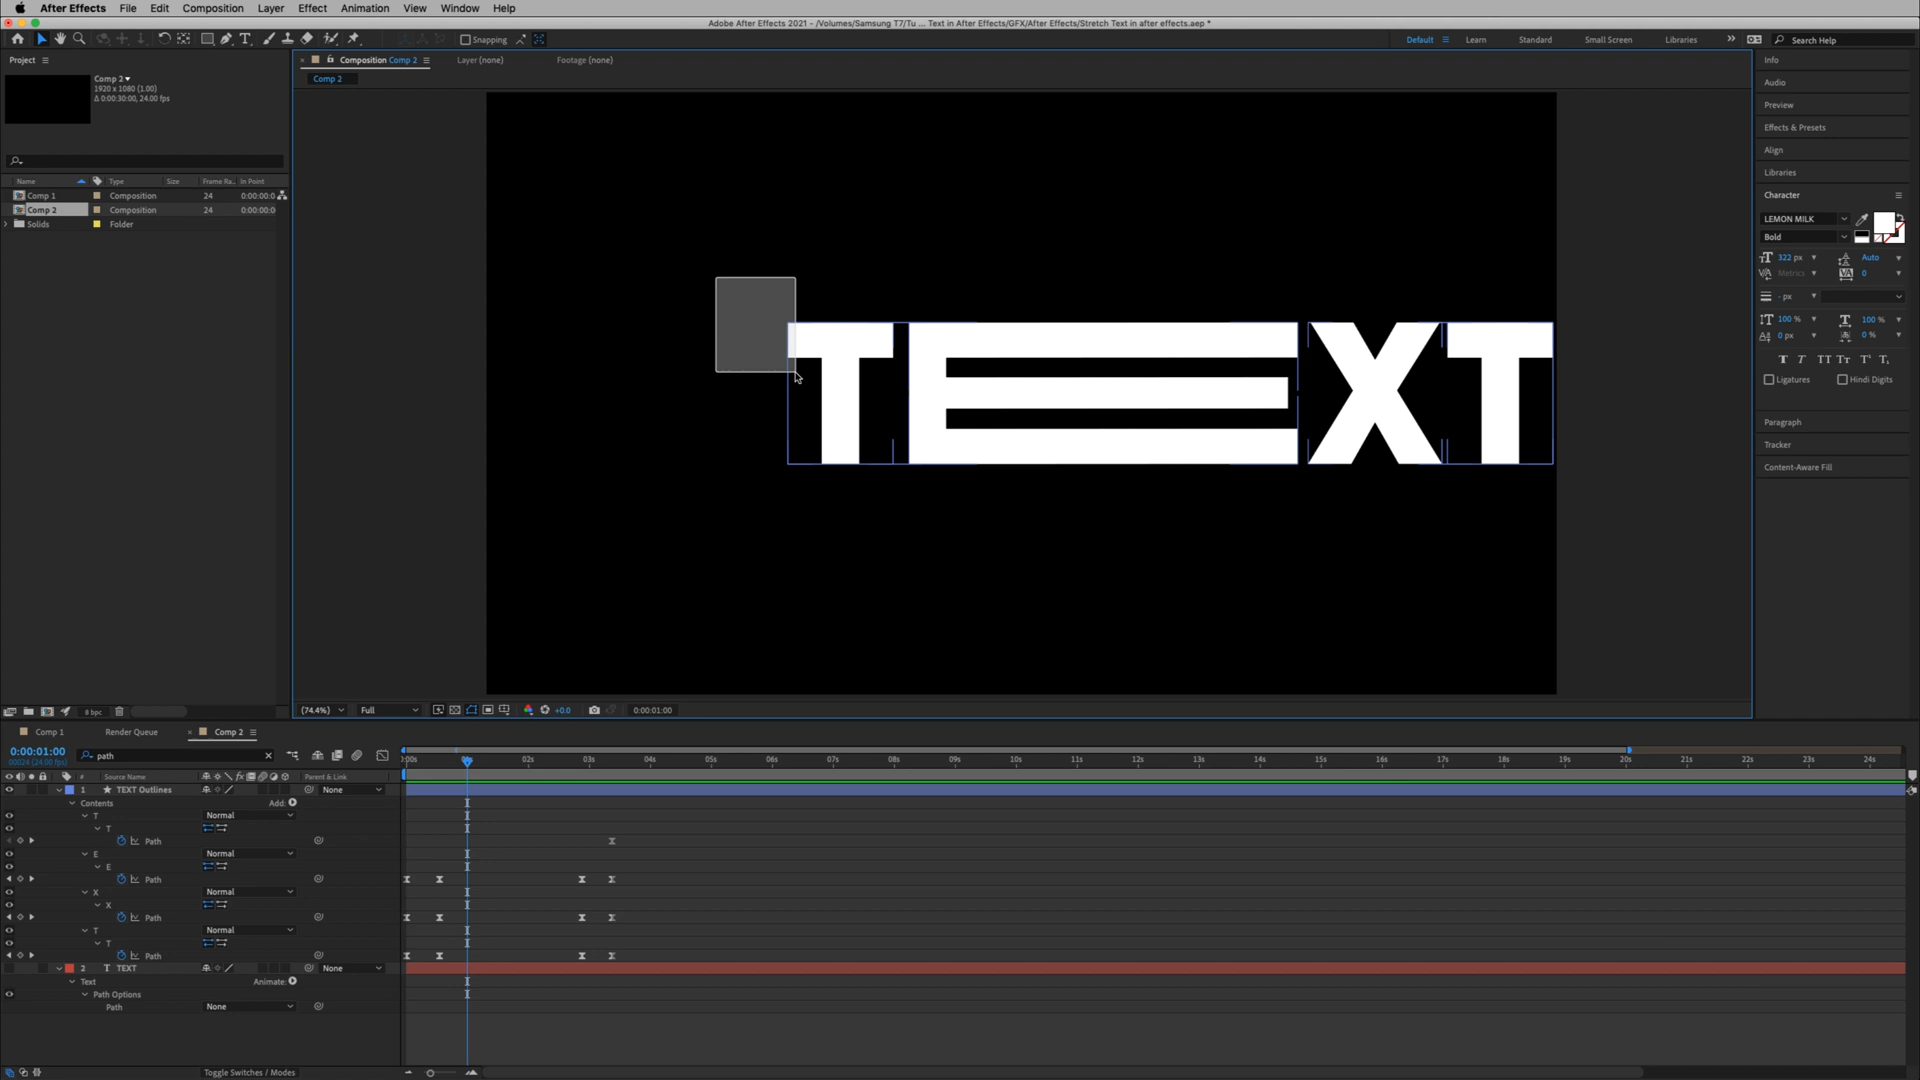 After Effects File Edit Composition Layer Effect Animation View Window Help
Adobe After Effects 2021 - /Volumes/Samsung T7/Tu ... Text in After Effects/GFX/After Effects/Stretch Text in after effects.aep *
Snapping
Default Learn Standard Small Screen Libraries
Search Help
Project
Comp 2
1920 x 1080 (1.00)
Δ 0:00:30:00, 24.00 fps
Name Type Size Frame Ra... In Point
Comp 1 Composition 24 0:00:00:0
Comp 2 Composition 24 0:00:00:0
Solids Folder
8 bpc
Composition Comp 2
Layer (none)
Footage (none)
Comp 2
TEXT
(74.4%) Full +0.0 0:00:01:00
Info
Audio
Preview
Effects & Presets
Align
Libraries
Character
LEMON MILK
Bold
322 px Auto
Metrics 0
- px
100 % 100 %
0 px 0 %
T T TT TT T¹ T₁
Ligatures Hindi Digits
Paragraph
Tracker
Content-Aware Fill
Comp 1 Render Queue Comp 2
0:00:01:00
00024 (24.00 fps)
path
02s 03s 04s 05s 06s 07s 08s 09s 10s 11s 12s 13s 14s 15s 16s 17s 18s 19s 20s 21s 22s 23s 24s
# Source Name Parent & Link
1 TEXT Outlines None
Contents Add:
T Normal
T
Path
E Normal
E
Path
X Normal
X
Path
T Normal
T
Path
2 T TEXT None
Text Animate:
Path Options
Path None
Toggle Switches / Modes